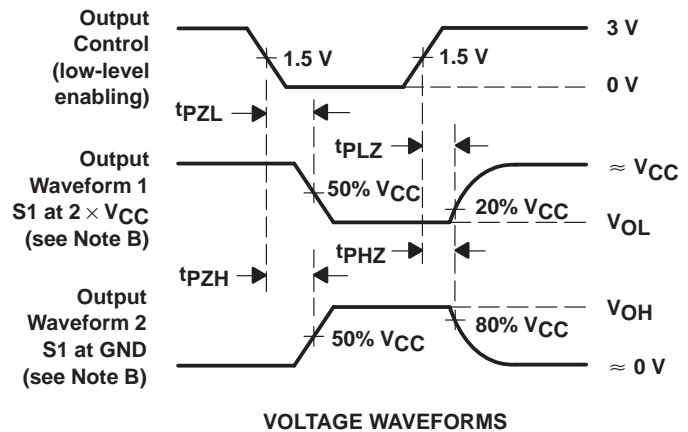 Output
Control
(low-level
enabling)
3 V
1.5 V
1.5 V
0 V
tPZL
tPLZ
Output
Waveform 1
S1 at 2 × VCC
(see Note B)
≈ VCC
50% VCC
20% VCC
VOL
tPZH
tPHZ
Output
Waveform 2
S1 at GND
(see Note B)
VOH
50% VCC
80% VCC
≈ 0 V
VOLTAGE WAVEFORMS